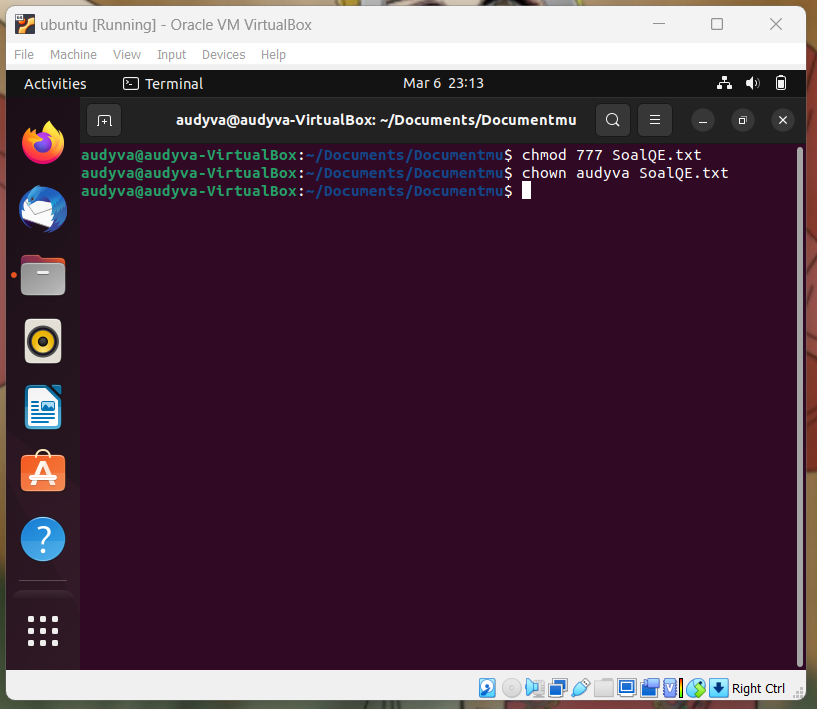 ubuntu [Running] - Oracle VM VirtualBox
File Machine View Input Devices Help
Activities Terminal Mar 6 23:13
audyva@audyva-VirtualBox: ~/Documents/Documentmu
audyva@audyva-VirtualBox:~/Documents/Documentmu$ chmod 777 SoalQE.txt
audyva@audyva-VirtualBox:~/Documents/Documentmu$ chown audyva SoalQE.txt
audyva@audyva-VirtualBox:~/Documents/Documentmu$
Right Ctrl